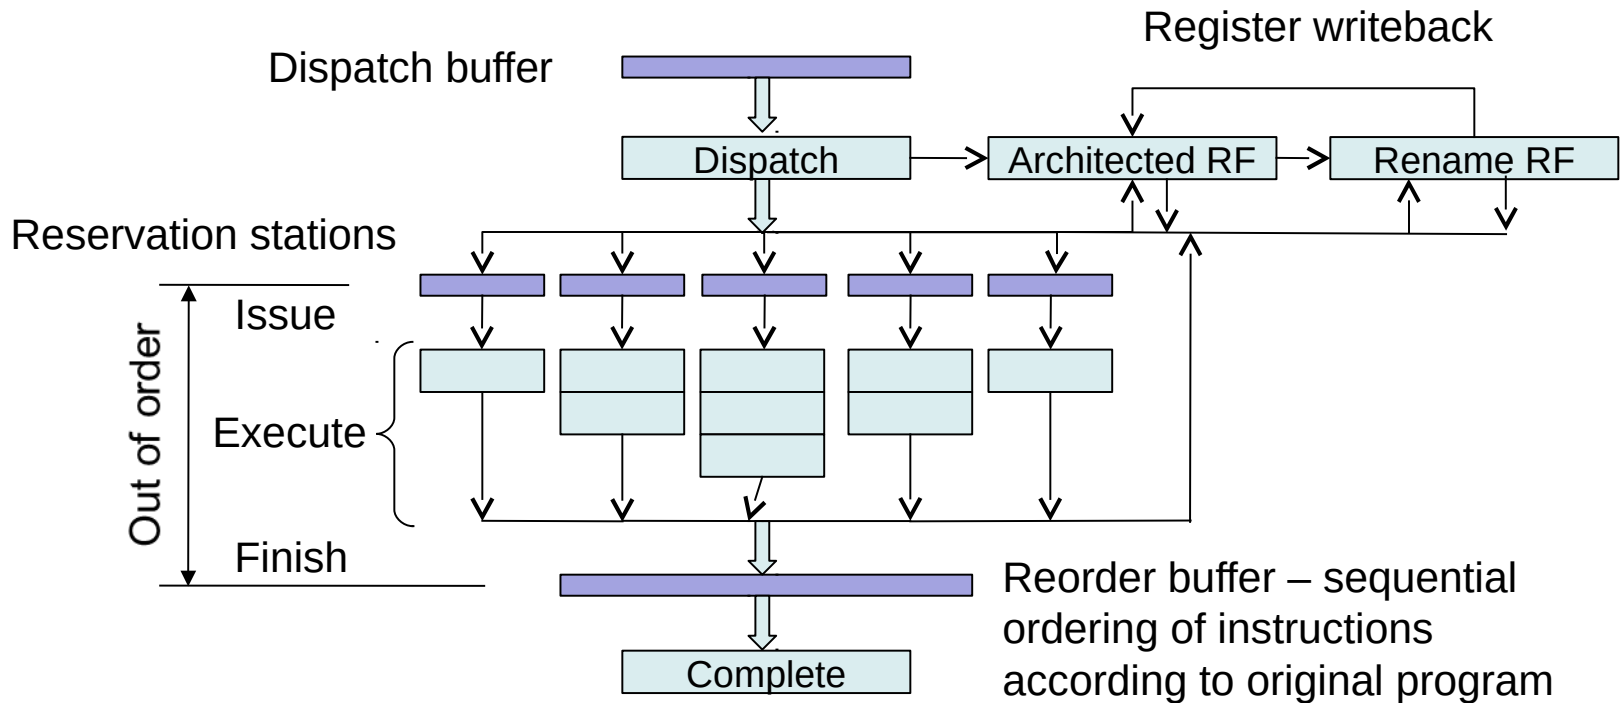 Register writeback
Dispatch buffer
Dispatch
Architected RF
Rename RF
Reservation stations
Issue
Out of order
Execute
Finish
Reorder buffer – sequential
ordering of instructions
according to original program
Complete